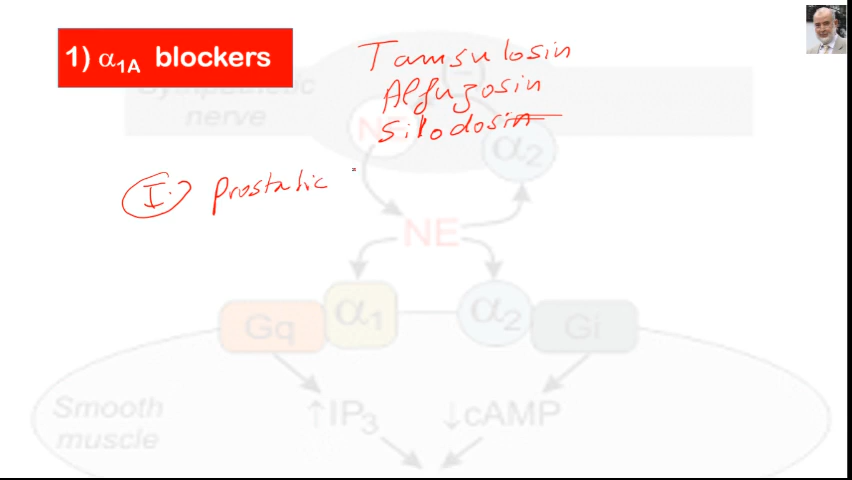 1) α1A blockers
Tamsulosin
Alfuzosin
Silodosin
I. Prostatic
Sympathetic
nerve
NE
α2
NE
Gq
α1
α2
Gi
Smooth
muscle
↑IP3
↓cAMP